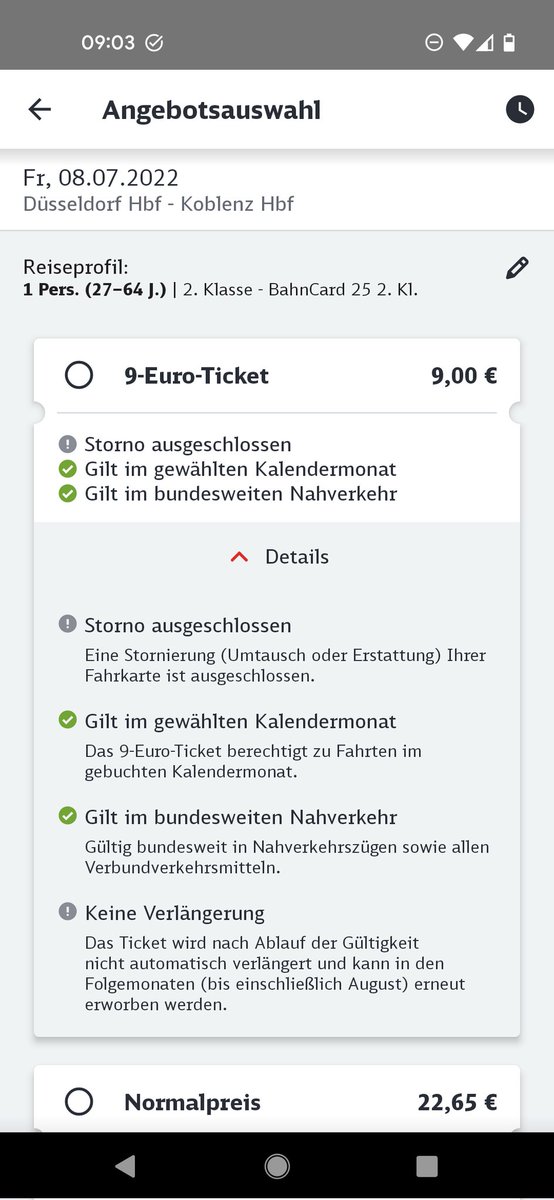 09:03
Angebotsauswahl
Fr, 08.07.2022
Düsseldorf Hbf - Koblenz Hbf
Reiseprofil:
1 Pers. (27–64 J.) | 2. Klasse - BahnCard 25 2. Kl.
9-Euro-Ticket 9,00 €
Storno ausgeschlossen
Gilt im gewählten Kalendermonat
Gilt im bundesweiten Nahverkehr
Details
Storno ausgeschlossen
Eine Stornierung (Umtausch oder Erstattung) Ihrer
Fahrkarte ist ausgeschlossen.
Gilt im gewählten Kalendermonat
Das 9-Euro-Ticket berechtigt zu Fahrten im
gebuchten Kalendermonat.
Gilt im bundesweiten Nahverkehr
Gültig bundesweit in Nahverkehrszügen sowie allen
Verbundverkehrsmitteln.
Keine Verlängerung
Das Ticket wird nach Ablauf der Gültigkeit
nicht automatisch verlängert und kann in den
Folgemonaten (bis einschließlich August) erneut
erworben werden.
Normalpreis 22,65 €